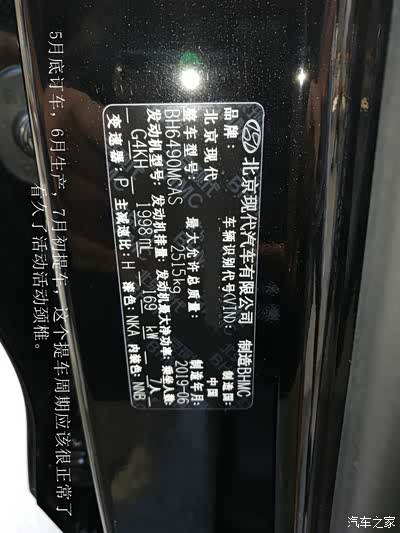 5月底订车，6月生产，7月初提车，这个提车周期应该很正常了
看久了活动活动颈椎。
北京现代汽车有限公司 制造BHMC
品牌: 北京现代 车辆识别代号(VIN): 制造国: 中国
整车型号: BH6490MCAS 最大允许总质量: 2515kg 制造年月: 2019-06
发动机型号: G4KH 发动机排量: 1998mL 发动机最大净功率: 169 kW 乘坐人数: 7人
变速器: P 主减速比: H 漆色: NKA 内装色: NNB
汽车之家